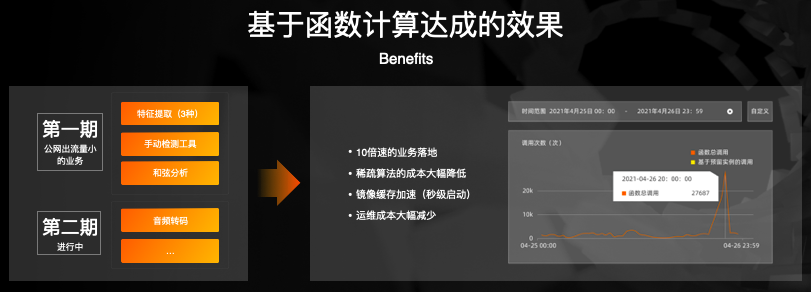 基于函数计算达成的效果
Benefits
第一期
公网出流量小
的业务
特征提取（3种）
手动检测工具
和弦分析
第二期
进行中
音频转码
...
• 10倍速的业务落地
• 稀疏算法的成本大幅降低
• 镜像缓存加速（秒级启动）
• 运维成本大幅减少
时间范围 2021年4月25日 00：00 - 2021年4月26日 23：59
自定义
调用次数（次）
函数总调用
基于预留实例的调用
2021-04-26 20：00：00
函数总调用 27687
20k
10k
0
04-25 00:00
04-26 23:59